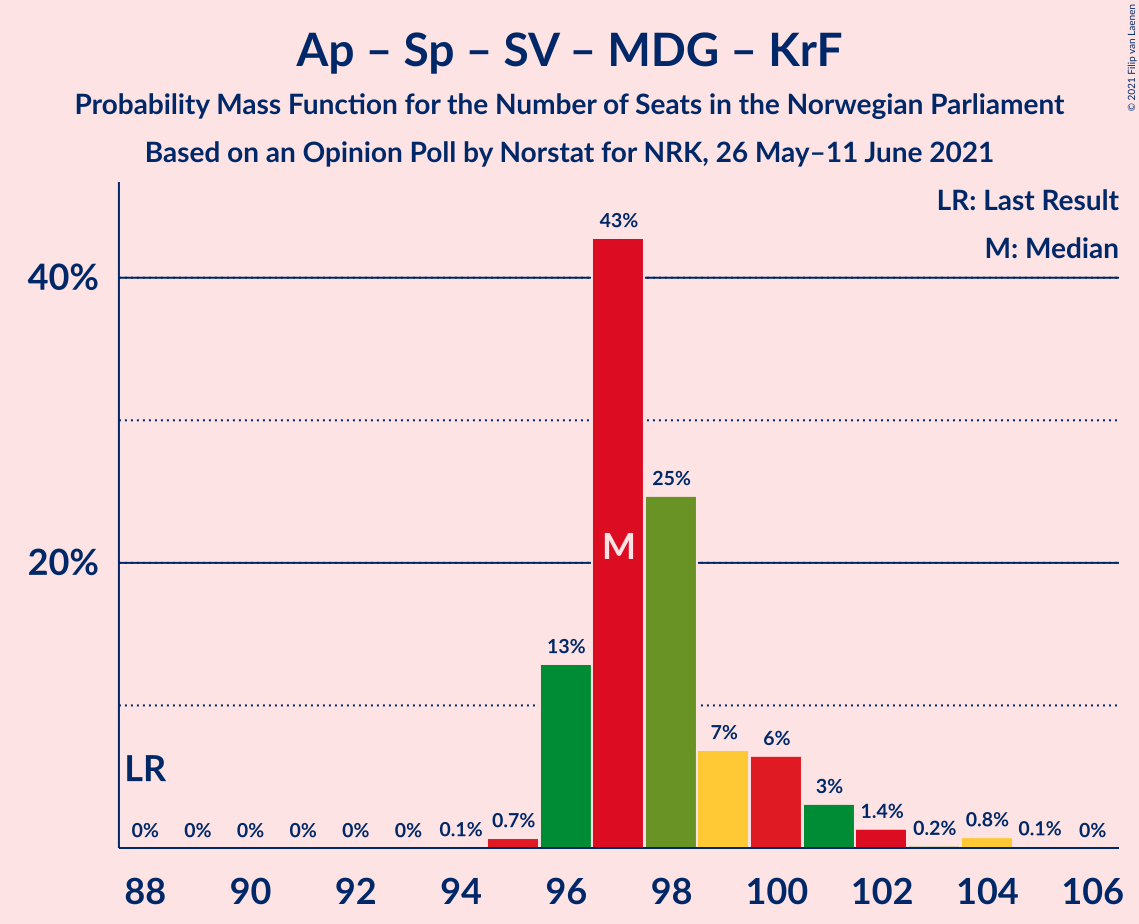 Ap – Sp – SV – MDG – KrF
Probability Mass Function for the Number of Seats in the Norwegian Parliament
Based on an Opinion Poll by Norstat for NRK, 26 May–11 June 2021
© 2021 Filip van Laenen
LR: Last Result
M: Median
43%
40%
25%
M
20%
13%
7%
6%
LR
3%
1.4%
0% 0% 0% 0% 0% 0% 0.1% 0.7% 0.2% 0.8% 0.1% 0%
88 90 92 94 96 98 100 102 104 106